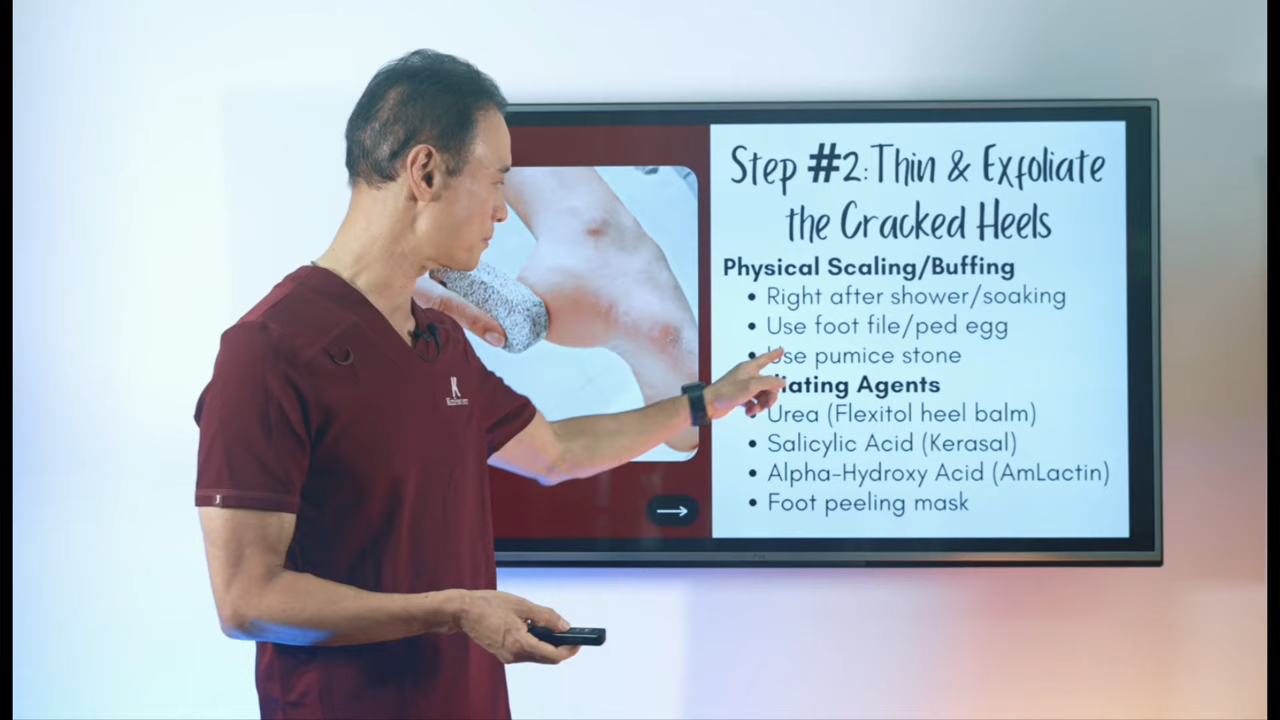 Step #2: Thin & Exfoliate
the Cracked Heels
Physical Scaling/Buffing
• Right after shower/soaking
• Use foot file/ped egg
• Use pumice stone
Agents
• Urea (Flexitol heel balm)
• Salicylic Acid (Kerasal)
• Alpha-Hydroxy Acid (AmLactin)
• Foot peeling mask
K